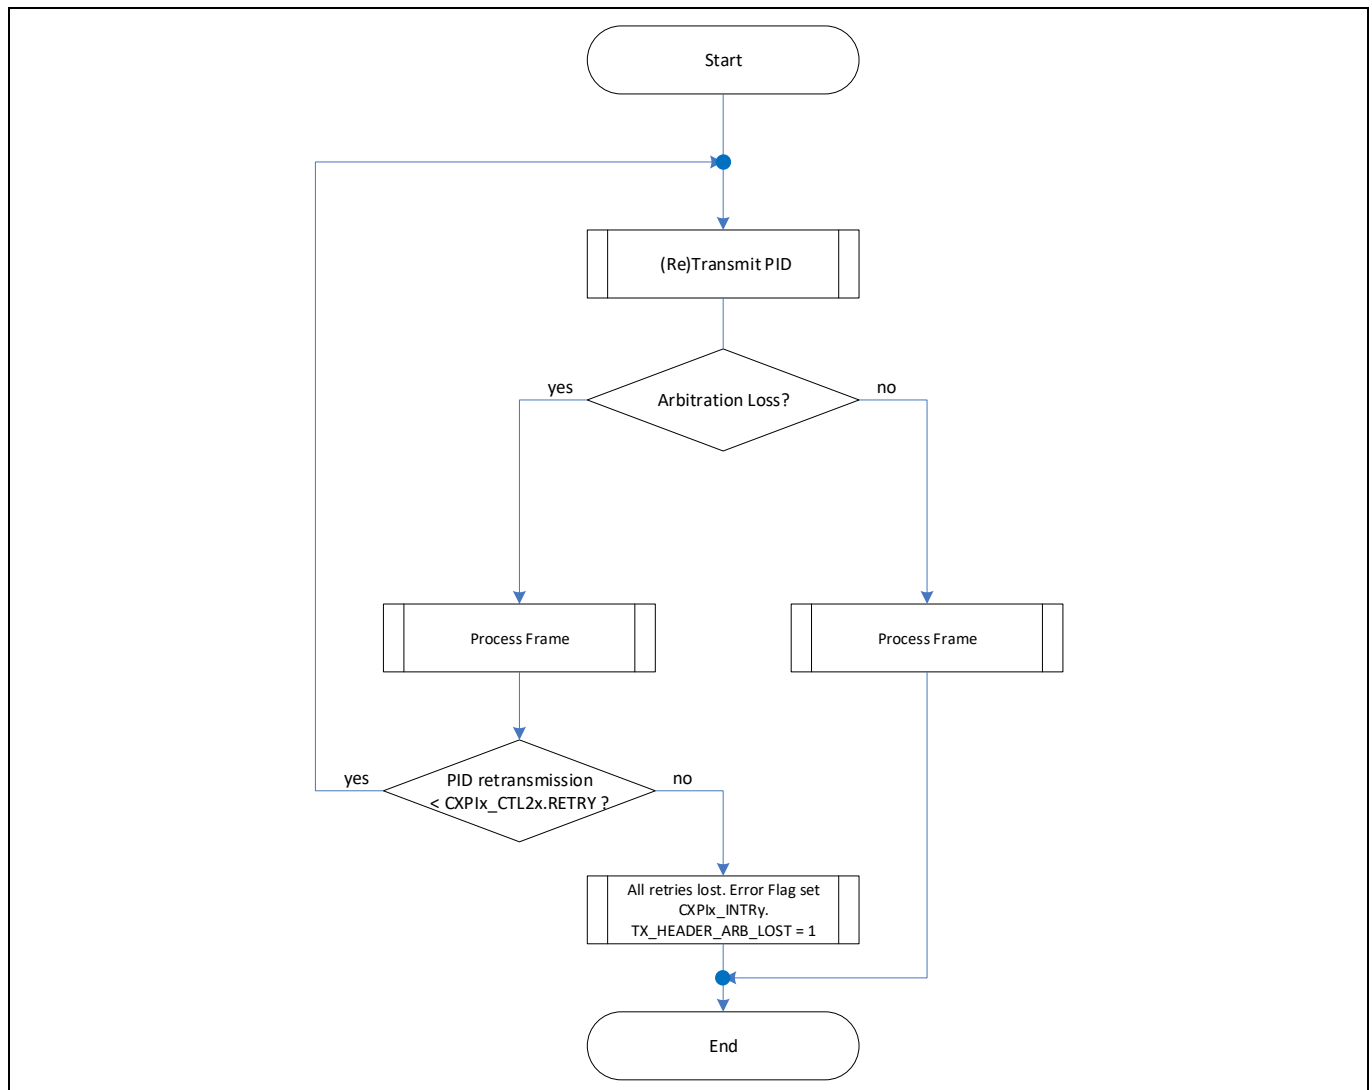 Start
(Re)Transmit PID
yes
Arbitration Loss?
no
Process Frame
Process Frame
yes
PID retransmission
< CXPIx_CTL2x.RETRY ?
no
All retries lost. Error Flag set
CXPIx_INTRy.
TX_HEADER_ARB_LOST = 1
End